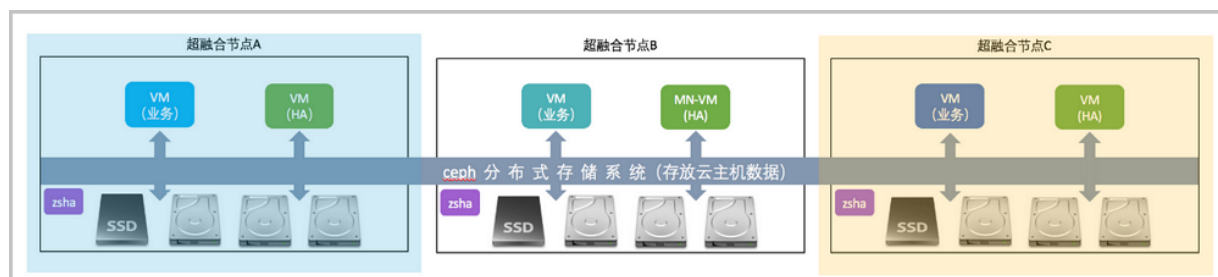 超融合节点A
超融合节点B
超融合节点C
VM
(业务)
VM
(HA)
VM
(业务)
MN-VM
(HA)
VM
(业务)
VM
(HA)
ceph 分 布 式 存 储 系 统（存放云主机数据）
zsha
SSD
zsha
SSD
zsha
SSD